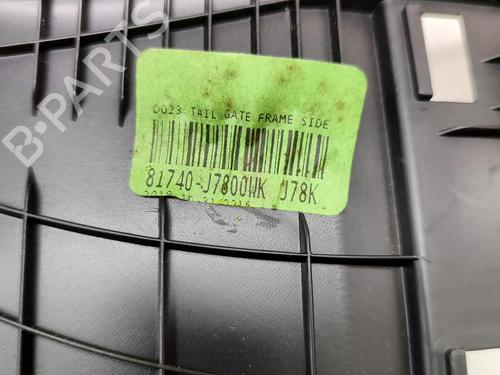 D023 TAIL GATE FRAME SIDE
81740-J7800WK J78K
B-PARTS